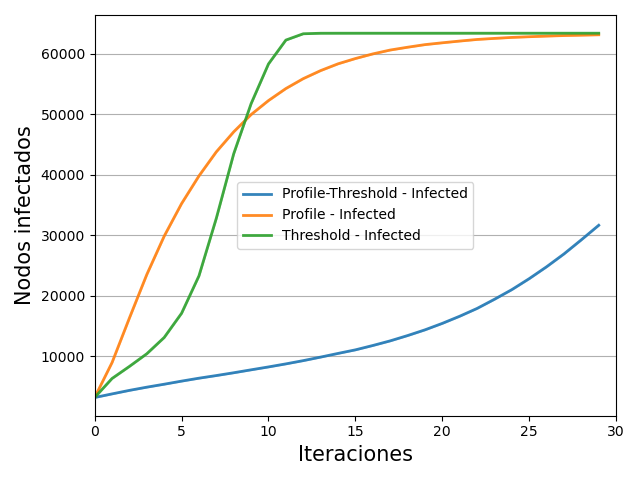 Nodos infectados
60000
50000
40000
30000
20000
10000
Profile-Threshold - Infected
Profile - Infected
Threshold - Infected
0 5 10 15 20 25 30
Iteraciones